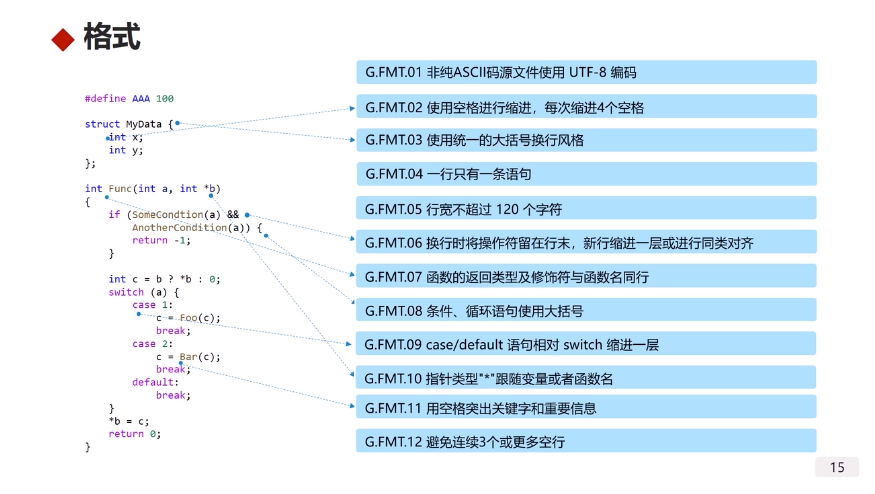 格式
#define AAA 100
struct MyData {
    int x;
    int y;
};
int Func(int a, int *b)
{
    if (SomeCondtion(a) &&
        AnotherCondition(a)) {
        return -1;
    }
    int c = b ? *b : 0;
    switch (a) {
        case 1:
            c = Foo(c);
            break;
        case 2:
            c = Bar(c);
            break;
        default:
            break;
    }
    *b = c;
    return 0;
}
G.FMT.01 非纯ASCII码源文件使用 UTF-8 编码
G.FMT.02 使用空格进行缩进，每次缩进4个空格
G.FMT.03 使用统一的大括号换行风格
G.FMT.04 一行只有一条语句
G.FMT.05 行宽不超过 120 个字符
G.FMT.06 换行时将操作符留在行末，新行缩进一层或进行同类对齐
G.FMT.07 函数的返回类型及修饰符与函数名同行
G.FMT.08 条件、循环语句使用大括号
G.FMT.09 case/default 语句相对 switch 缩进一层
G.FMT.10 指针类型"*"跟随变量或者函数名
G.FMT.11 用空格突出关键字和重要信息
G.FMT.12 避免连续3个或更多空行
15